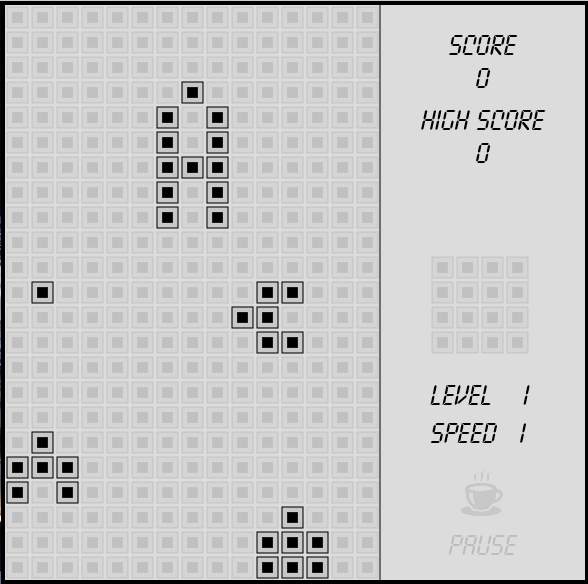 SCORE
0
HIGH SCORE
0
LEVEL 1
SPEED 1
PAUSE